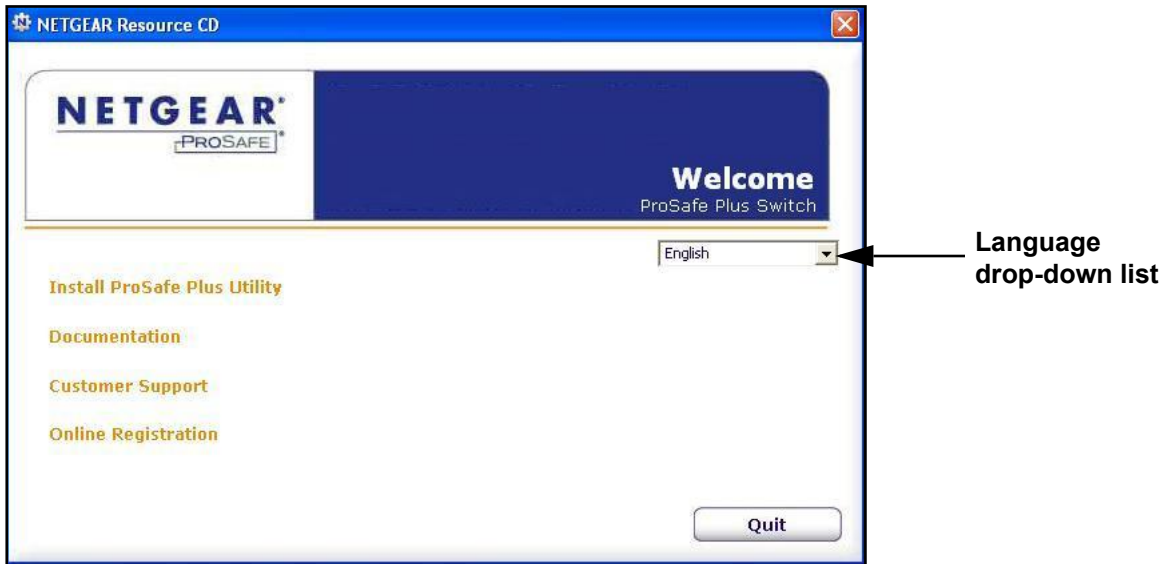 NETGEAR Resource CD
NETGEAR®
PROSAFE®
Welcome
ProSafe Plus Switch
English
Language
drop-down list
Install ProSafe Plus Utility
Documentation
Customer Support
Online Registration
Quit